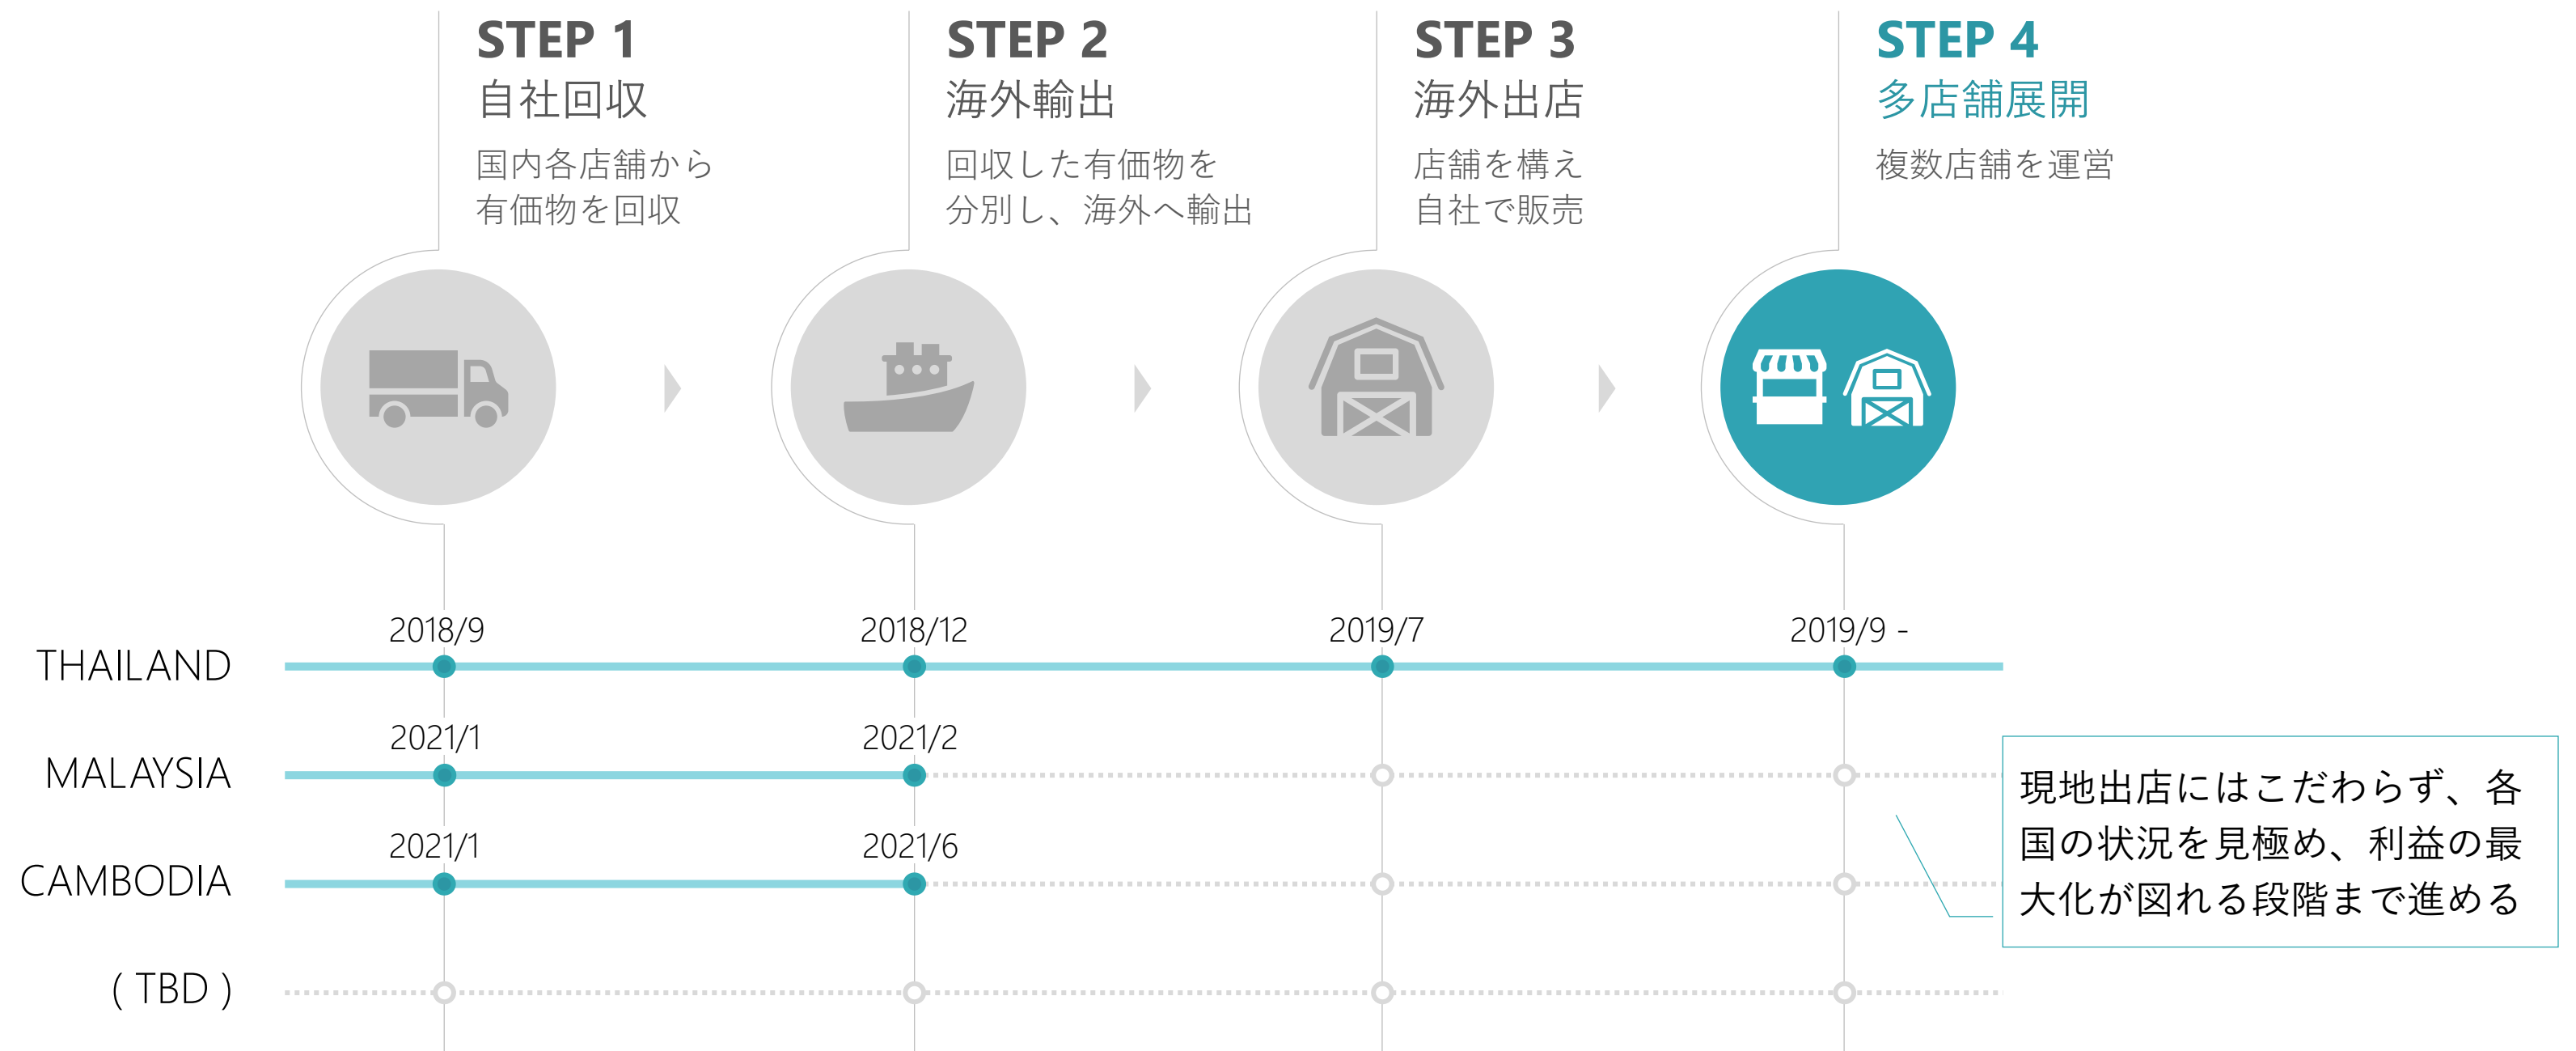 STEP 1
自社回収
国内各店舗から
有価物を回収
STEP 2
海外輸出
回収した有価物を
分別し、海外へ輸出
STEP 3
海外出店
店舗を構え
自社で販売
STEP 4
多店舗展開
複数店舗を運営
THAILAND
2018/9
2018/12
2019/7
2019/9 -
MALAYSIA
2021/1
2021/2
CAMBODIA
2021/1
2021/6
( TBD )
現地出店にはこだわらず、各
国の状況を見極め、利益の最
大化が図れる段階まで進める